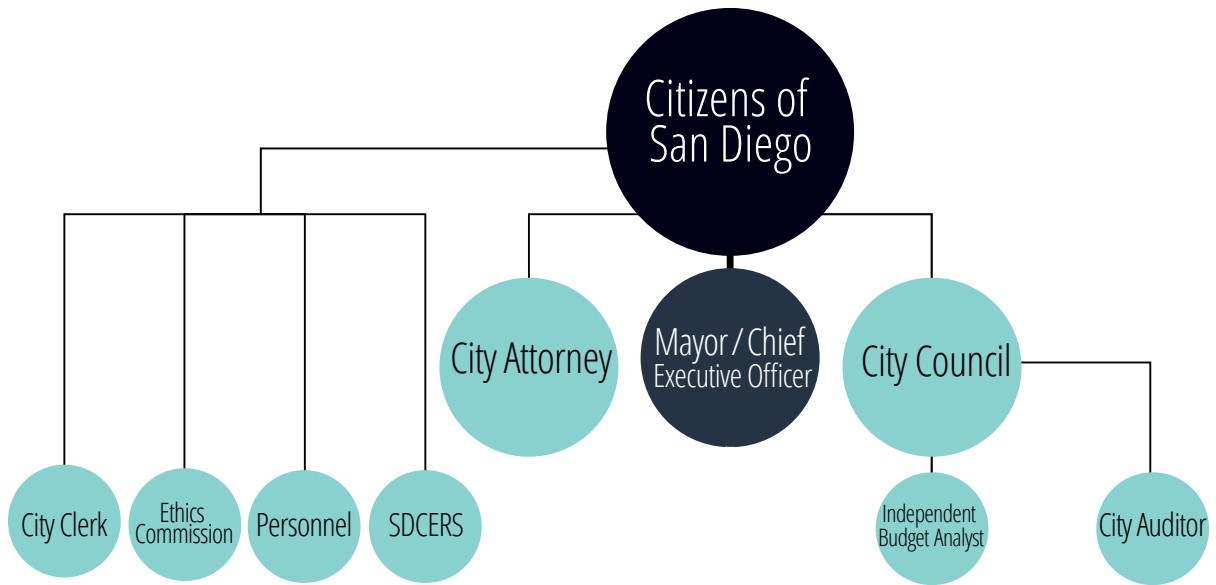 Citizens of
San Diego
City Attorney
Mayor / Chief
Executive Officer
City Council
City Clerk
Ethics
Commission
Personnel
SDCERS
Independent
Budget Analyst
City Auditor